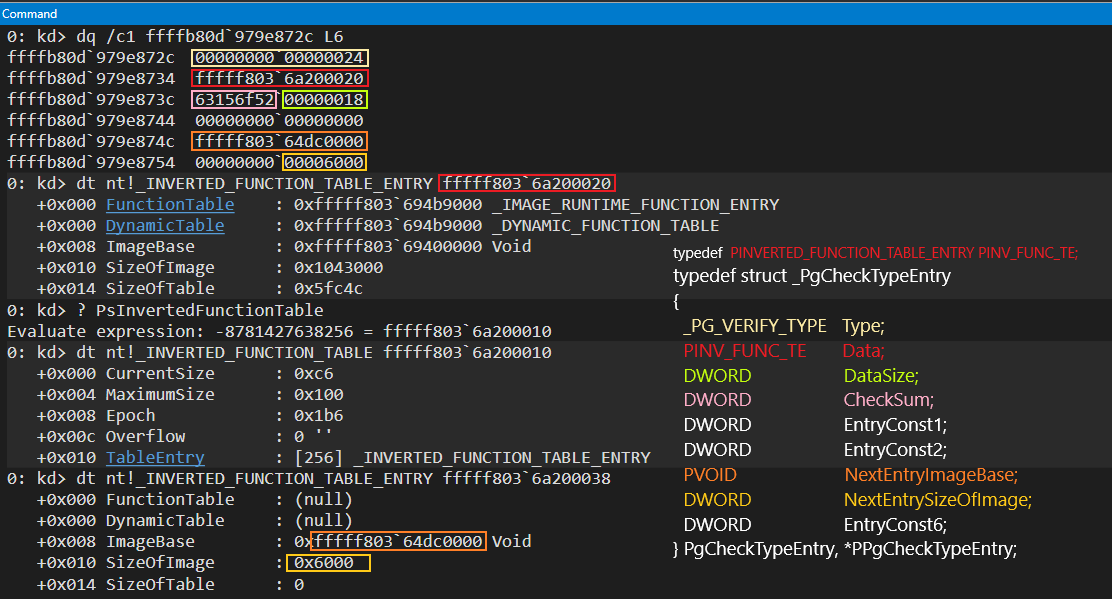 Command
0: kd> dq /c1 ffffb80d`979e872c L6
ffffb80d`979e872c  00000000`00000024
ffffb80d`979e8734  fffff803`6a200020
ffffb80d`979e873c  63156f52`00000018
ffffb80d`979e8744  00000000`00000000
ffffb80d`979e874c  fffff803`64dc0000
ffffb80d`979e8754  00000000`00006000
0: kd> dt nt!_INVERTED_FUNCTION_TABLE_ENTRY fffff803`6a200020
+0x000 FunctionTable    : 0xfffff803`694b9000 _IMAGE_RUNTIME_FUNCTION_ENTRY
+0x000 DynamicTable     : 0xfffff803`694b9000 _DYNAMIC_FUNCTION_TABLE
+0x008 ImageBase        : 0xfffff803`69400000 Void
+0x010 SizeOfImage      : 0x1043000
+0x014 SizeOfTable      : 0x5fc4c
0: kd> ? PsInvertedFunctionTable
Evaluate expression: -8781427638256 = fffff803`6a200010
0: kd> dt nt!_INVERTED_FUNCTION_TABLE fffff803`6a200010
+0x000 CurrentSize      : 0xc6
+0x004 MaximumSize      : 0x100
+0x008 Epoch            : 0x1b6
+0x00c Overflow         : 0 ''
+0x010 TableEntry       : [256] _INVERTED_FUNCTION_TABLE_ENTRY
0: kd> dt nt!_INVERTED_FUNCTION_TABLE_ENTRY fffff803`6a200038
+0x000 FunctionTable    : (null)
+0x000 DynamicTable     : (null)
+0x008 ImageBase        : 0xfffff803`64dc0000 Void
+0x010 SizeOfImage      : 0x6000
+0x014 SizeOfTable      : 0
typedef PINVERTED_FUNCTION_TABLE_ENTRY PINV_FUNC_TE;
typedef struct _PgCheckTypeEntry
{
_PG_VERIFY_TYPE Type;
PINV_FUNC_TE Data;
DWORD DataSize;
DWORD CheckSum;
DWORD EntryConst1;
DWORD EntryConst2;
PVOID NextEntryImageBase;
DWORD NextEntrySizeOfImage;
DWORD EntryConst6;
} PgCheckTypeEntry, *PPgCheckTypeEntry;